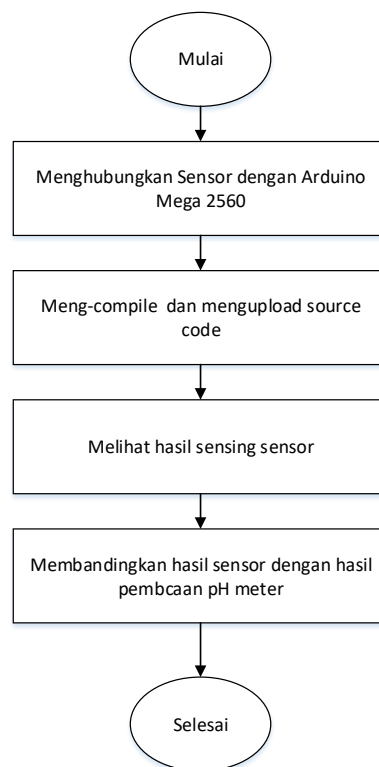 Mulai
Menghubungkan Sensor dengan Arduino
Mega 2560
Meng-compile dan mengupload source
code
Melihat hasil sensing sensor
Membandingkan hasil sensor dengan hasil
pembcaan pH meter
Selesai